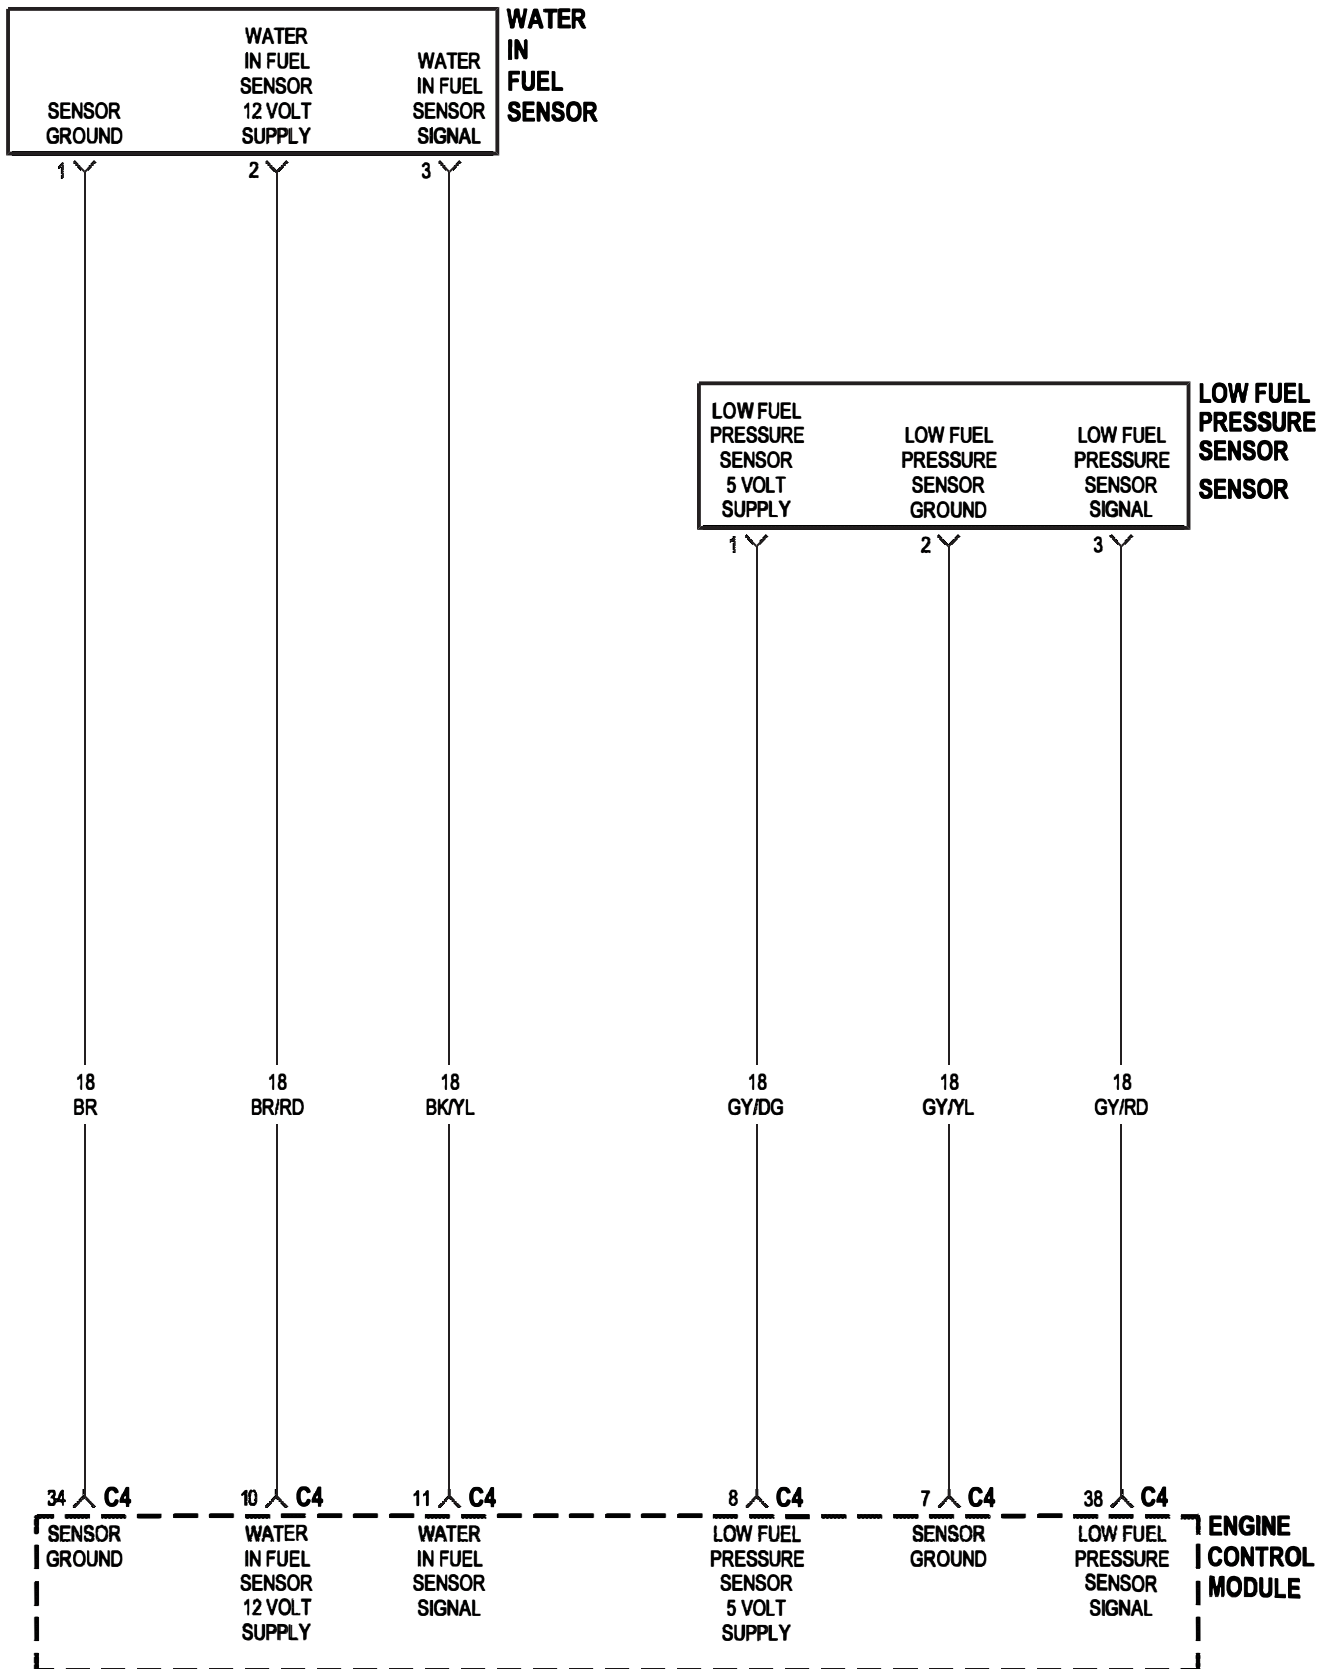 WATER
IN
FUEL
SENSOR
SENSOR
GROUND
WATER
IN FUEL
SENSOR
12 VOLT
SUPPLY
WATER
IN FUEL
SENSOR
SIGNAL
1
2
3
LOW FUEL
PRESSURE
SENSOR
SENSOR
LOW FUEL
PRESSURE
SENSOR
5 VOLT
SUPPLY
LOW FUEL
PRESSURE
SENSOR
GROUND
LOW FUEL
PRESSURE
SENSOR
SIGNAL
1
2
3
18
BR
18
BR/RD
18
BK/YL
18
GY/DG
18
GY/YL
18
GY/RD
34 C4
10 C4
11 C4
8 C4
7 C4
38 C4
SENSOR
GROUND
WATER
IN FUEL
SENSOR
12 VOLT
SUPPLY
WATER
IN FUEL
SENSOR
SIGNAL
LOW FUEL
PRESSURE
SENSOR
5 VOLT
SUPPLY
SENSOR
GROUND
LOW FUEL
PRESSURE
SENSOR
SIGNAL
ENGINE
CONTROL
MODULE